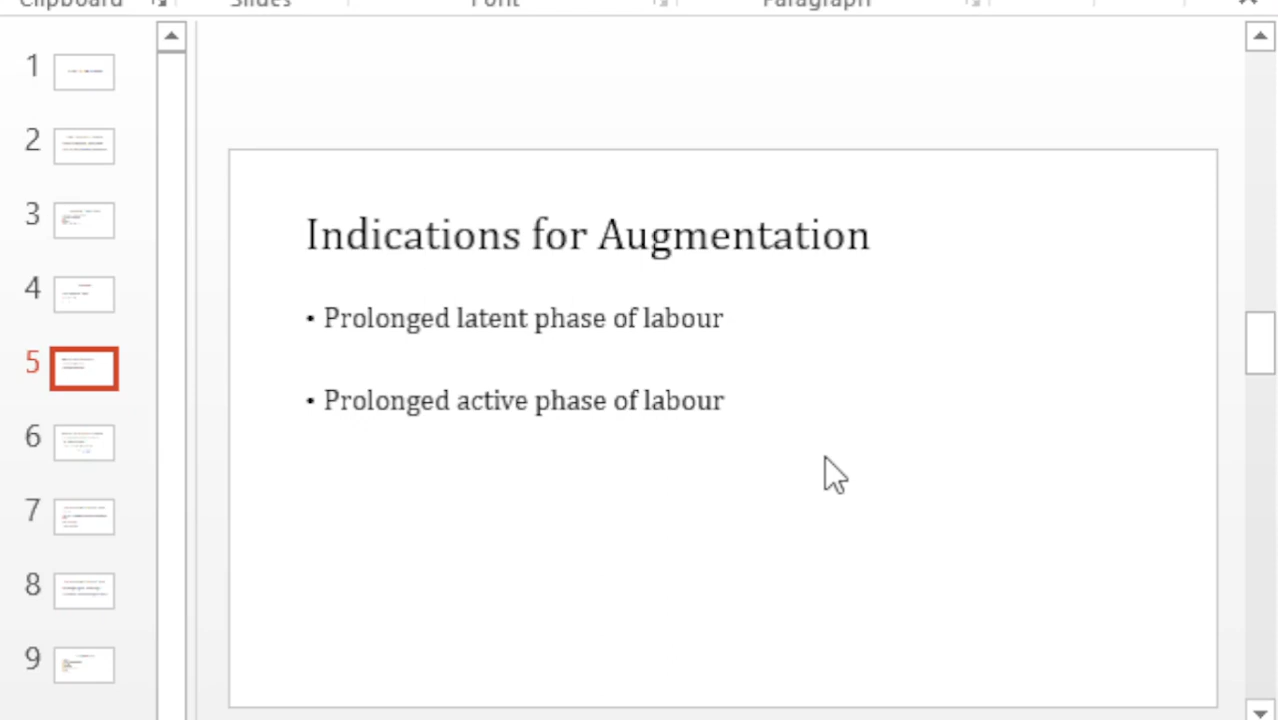 Clipboard Slides Font Paragraph
1
2
3
4
5
6
7
8
9
Indications for Augmentation
• Prolonged latent phase of labour
• Prolonged active phase of labour